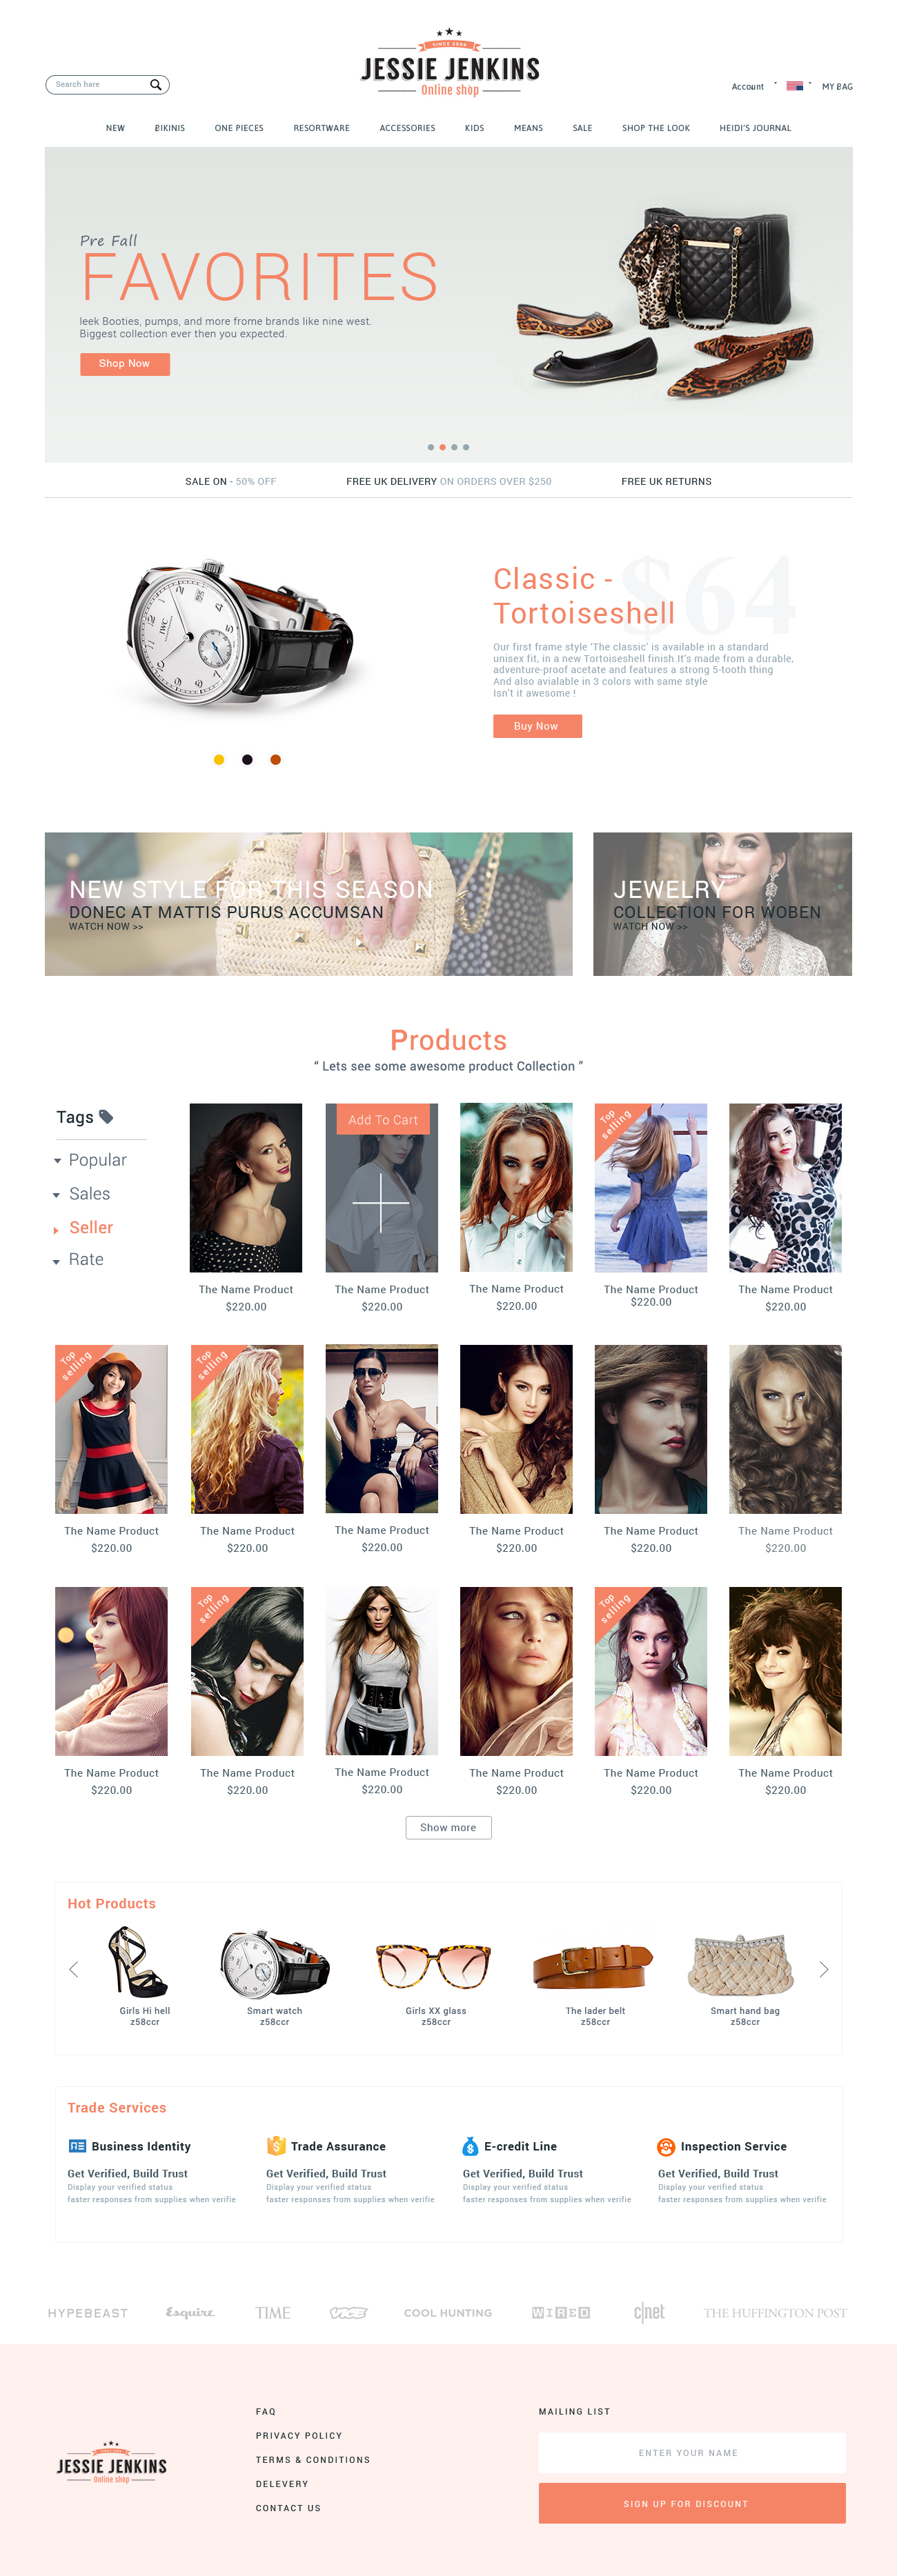 SINCE 2000
JESSIE JENKINS
Online shop
Search hare
Account
MY BAG
NEW BIKINIS ONE PIECES RESORTWARE ACCESSORIES KIDS MEANS SALE SHOP THE LOOK HEIDI'S JOURNAL
Pre Fall
FAVORITES
leek Booties, pumps, and more frome brands like nine west.
Biggest collection ever then you expected.
Shop Now
SALE ON - 50% OFF FREE UK DELIVERY ON ORDERS OVER $250 FREE UK RETURNS
IWC
$64
Classic -
Tortoiseshell
Our first frame style 'The classic' is available in a standard
unisex fit, in a new Tortoiseshell finish.It's made from a durable,
adventure-proof acetate and features a strong 5-tooth thing
And also avialable in 3 colors with same style
Isn't it awesome !
Buy Now
NEW STYLE FOR THIS SEASON
DONEC AT MATTIS PURUS ACCUMSAN
WATCH NOW >>
JEWELRY
COLLECTION FOR WOBEN
WATCH NOW >>
Products
“ Lets see some awesome product Collection ”
Tags
Popular
Sales
Seller
Rate
Add To Cart
Top
selling
The Name Product The Name Product The Name Product The Name Product The Name Product
$220.00 $220.00 $220.00 $220.00 $220.00
Top
selling
Top
selling
The Name Product The Name Product The Name Product The Name Product The Name Product The Name Product
$220.00 $220.00 $220.00 $220.00 $220.00 $220.00
Top
selling
Top
selling
The Name Product The Name Product The Name Product The Name Product The Name Product The Name Product
$220.00 $220.00 $220.00 $220.00 $220.00 $220.00
Show more
Hot Products
Girls Hi hell Smart watch Girls XX glass The lader belt Smart hand bag
z58ccr z58ccr z58ccr z58ccr z58ccr
Trade Services
Business Identity Trade Assurance E-credit Line Inspection Service
Get Verified, Build Trust Get Verified, Build Trust Get Verified, Build Trust Get Verified, Build Trust
Display your verified status Display your verified status Display your verified status Display your verified status
faster responses from supplies when verifie faster responses from supplies when verifie faster responses from supplies when verifie faster responses from supplies when verifie
HYPEBEAST Esquire TIME VICE COOL HUNTING WIRED c|net THE HUFFINGTON POST
JESSIE JENKINS
Online shop
FAQ
PRIVACY POLICY
TERMS & CONDITIONS
DELEVERY
CONTACT US
MAILING LIST
ENTER YOUR NAME
SIGN UP FOR DISCOUNT